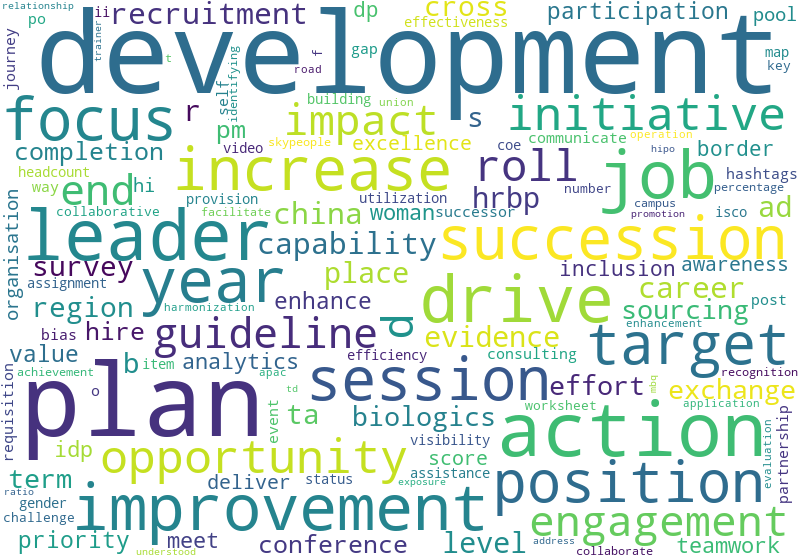 relationship
ii
recruitment
dp
cross
effectiveness
participation
pool
po
journey
trainer
development
t
identifying
self
f
road
gap
map
key
focus
r
pm
building
union
impact
s
initiative
communicate
operation
completion
video
skypeople
excellence
coe
border
headcount
way
hi
increase
roll
job
hipo
hashtags
percentage
end
provision
utilization
hrbp
number
campus
promotion
isco
ad
organisation
collaborative
facilitate
china
woman
successor
leader
capability
succession
survey
year
place
inclusion
awareness
assignment
enhance
career
region
harmonization
d
drive
sourcing
post
bias
hire
guideline
evidence
enhancement
value
b
item
analytics
efficiency
consulting
target
recognition
achievement
apac
requisition
plan
o
td
session
effort
mbq
exchange
event
ta
biologics
worksheet
application
partnership
idp
opportunity
visibility
score
action
evaluation
term
deliver
status
assistance
exposure
position
ratio
gender
challenge
improvement
engagement
priority
meet
conference
level
address
teamwork
understood
collaborate